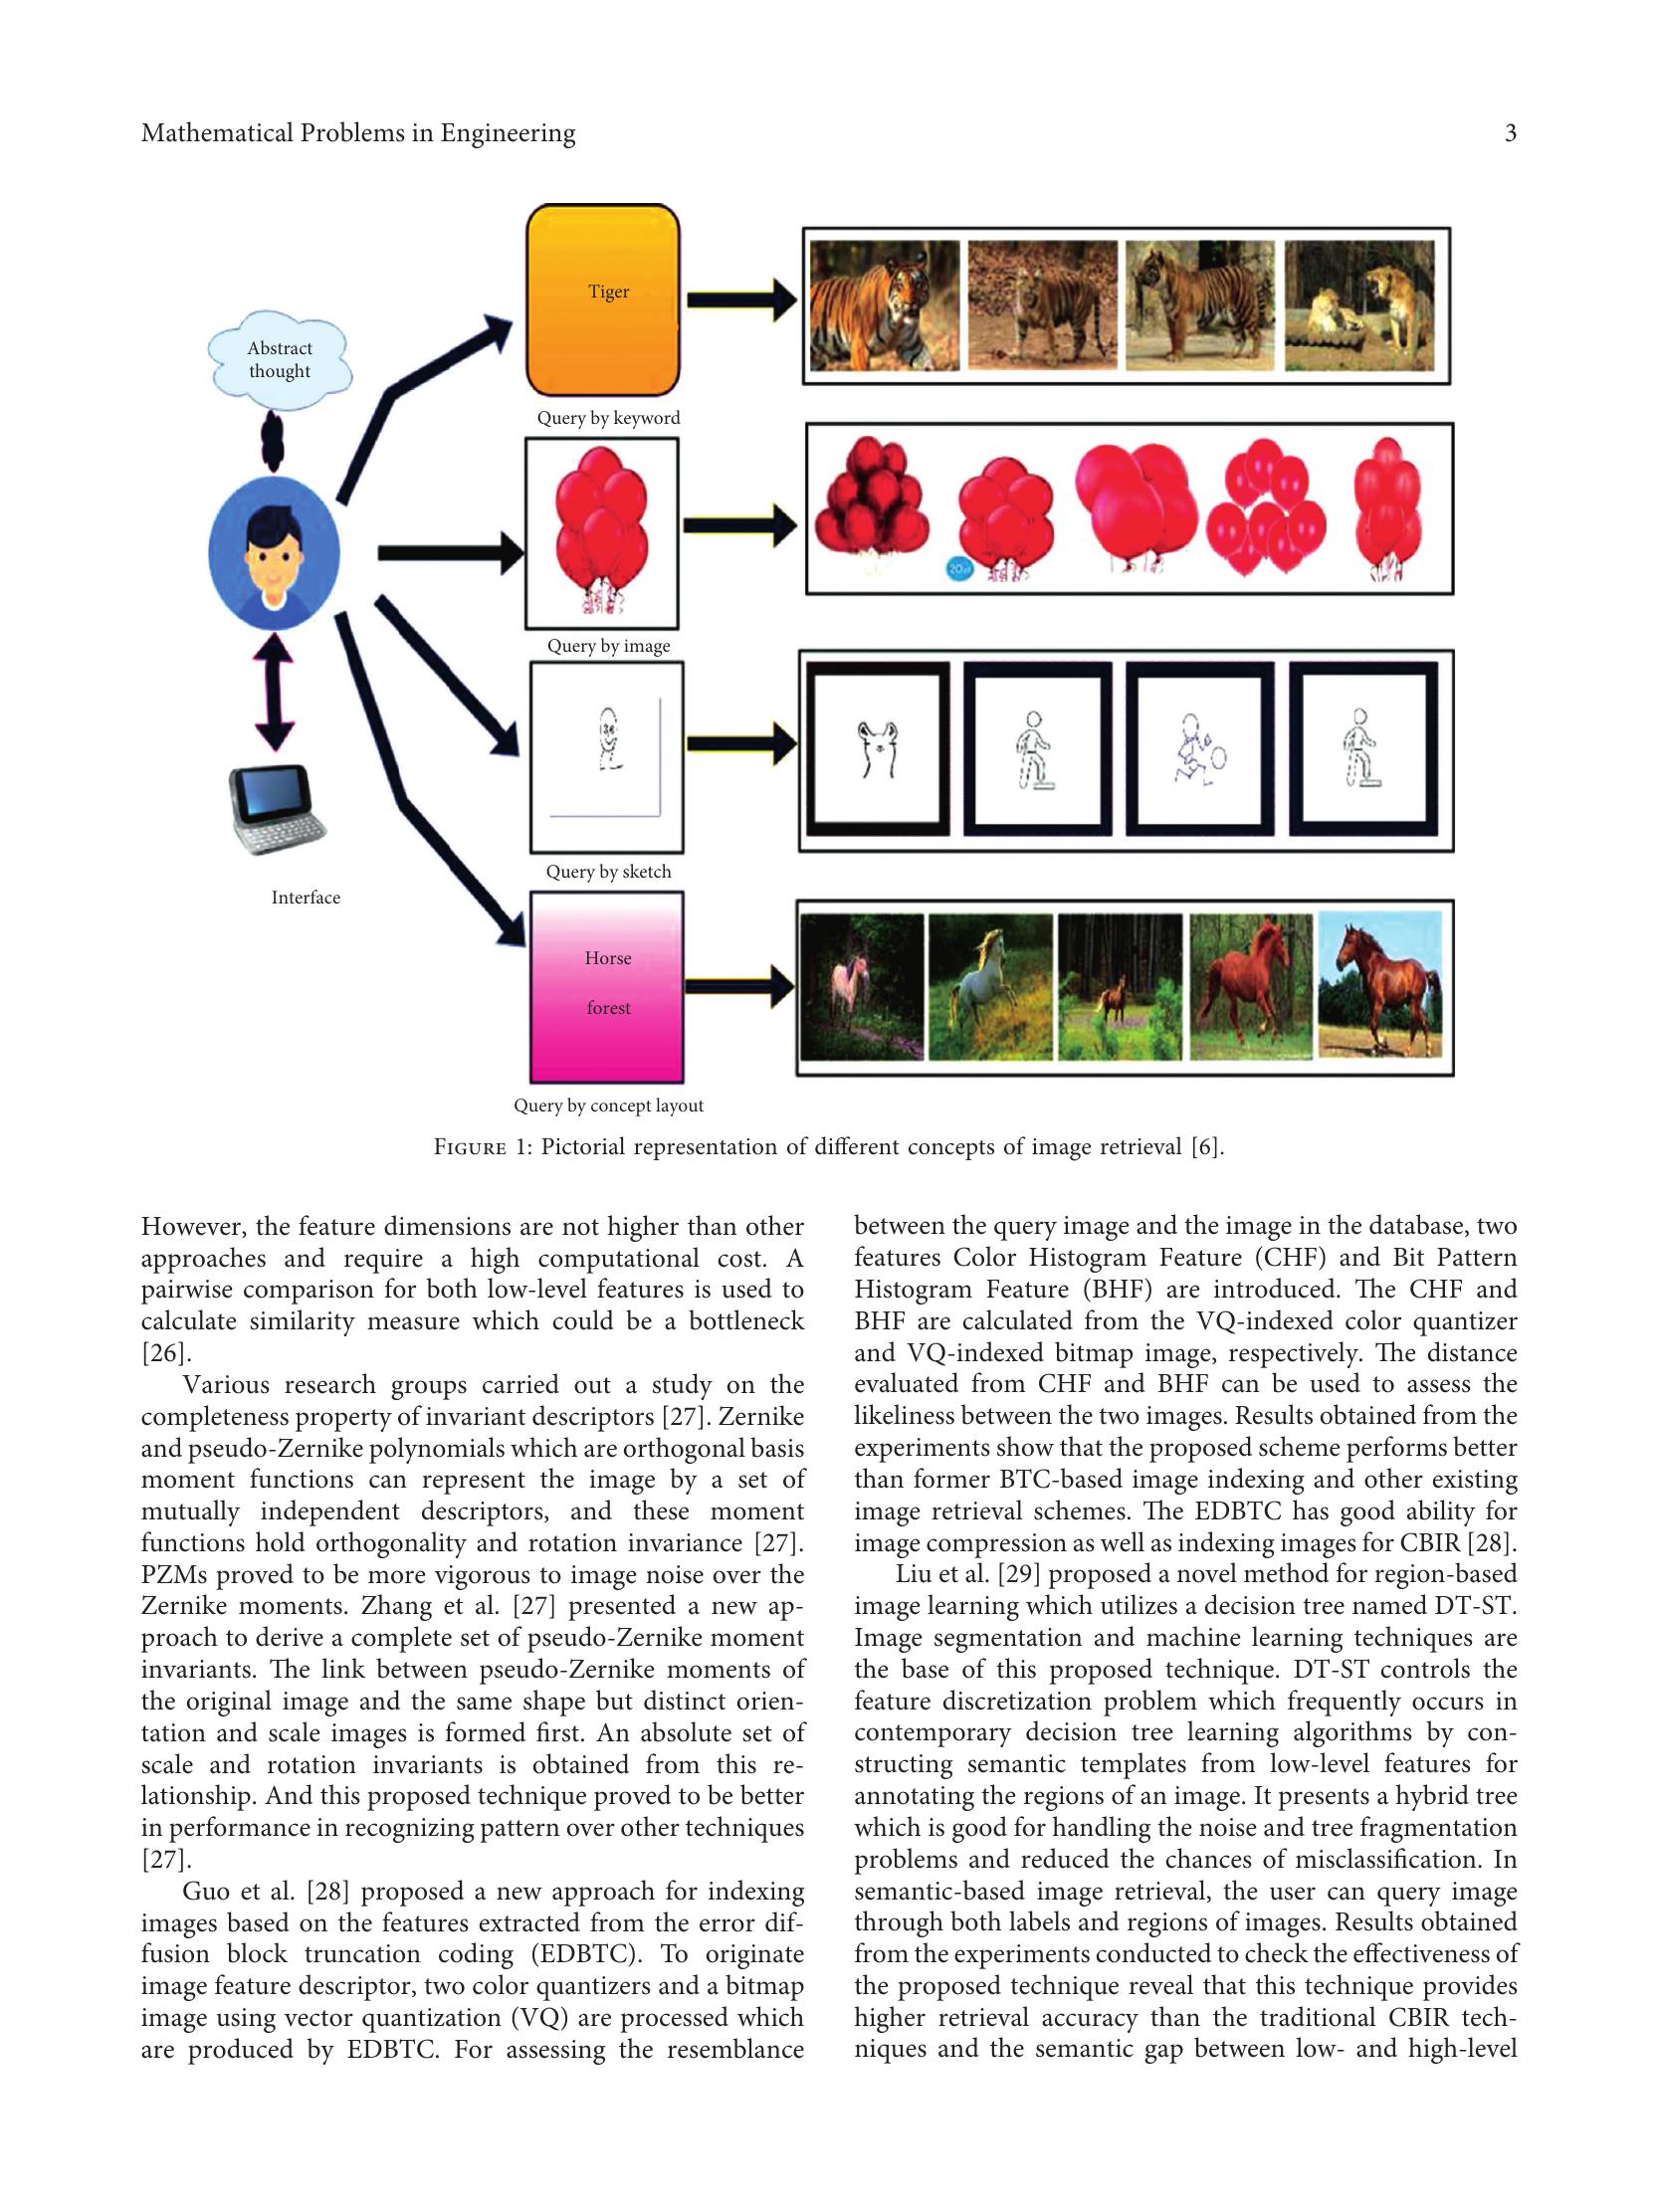 Mathematical Problems in Engineering
3
Abstract
thought
Interface
Tiger
Query by keyword
20
Query by image
Query by sketch
Horse
forest
Query by concept layout
Figure 1: Pictorial representation of different concepts of image retrieval [6].
However, the feature dimensions are not higher than other
approaches and require a high computational cost. A
pairwise comparison for both low-level features is used to
calculate similarity measure which could be a bottleneck
[26].
Various research groups carried out a study on the
completeness property of invariant descriptors [27]. Zernike
and pseudo-Zernike polynomials which are orthogonal basis
moment functions can represent the image by a set of
mutually independent descriptors, and these moment
functions hold orthogonality and rotation invariance [27].
PZMs proved to be more vigorous to image noise over the
Zernike moments. Zhang et al. [27] presented a new ap-
proach to derive a complete set of pseudo-Zernike moment
invariants. The link between pseudo-Zernike moments of
the original image and the same shape but distinct orien-
tation and scale images is formed first. An absolute set of
scale and rotation invariants is obtained from this re-
lationship. And this proposed technique proved to be better
in performance in recognizing pattern over other techniques
[27].
Guo et al. [28] proposed a new approach for indexing
images based on the features extracted from the error dif-
fusion block truncation coding (EDBTC). To originate
image feature descriptor, two color quantizers and a bitmap
image using vector quantization (VQ) are processed which
are produced by EDBTC. For assessing the resemblance
between the query image and the image in the database, two
features Color Histogram Feature (CHF) and Bit Pattern
Histogram Feature (BHF) are introduced. The CHF and
BHF are calculated from the VQ-indexed color quantizer
and VQ-indexed bitmap image, respectively. The distance
evaluated from CHF and BHF can be used to assess the
likeliness between the two images. Results obtained from the
experiments show that the proposed scheme performs better
than former BTC-based image indexing and other existing
image retrieval schemes. The EDBTC has good ability for
image compression as well as indexing images for CBIR [28].
Liu et al. [29] proposed a novel method for region-based
image learning which utilizes a decision tree named DT-ST.
Image segmentation and machine learning techniques are
the base of this proposed technique. DT-ST controls the
feature discretization problem which frequently occurs in
contemporary decision tree learning algorithms by con-
structing semantic templates from low-level features for
annotating the regions of an image. It presents a hybrid tree
which is good for handling the noise and tree fragmentation
problems and reduced the chances of misclassification. In
semantic-based image retrieval, the user can query image
through both labels and regions of images. Results obtained
from the experiments conducted to check the effectiveness of
the proposed technique reveal that this technique provides
higher retrieval accuracy than the traditional CBIR tech-
niques and the semantic gap between low- and high-level